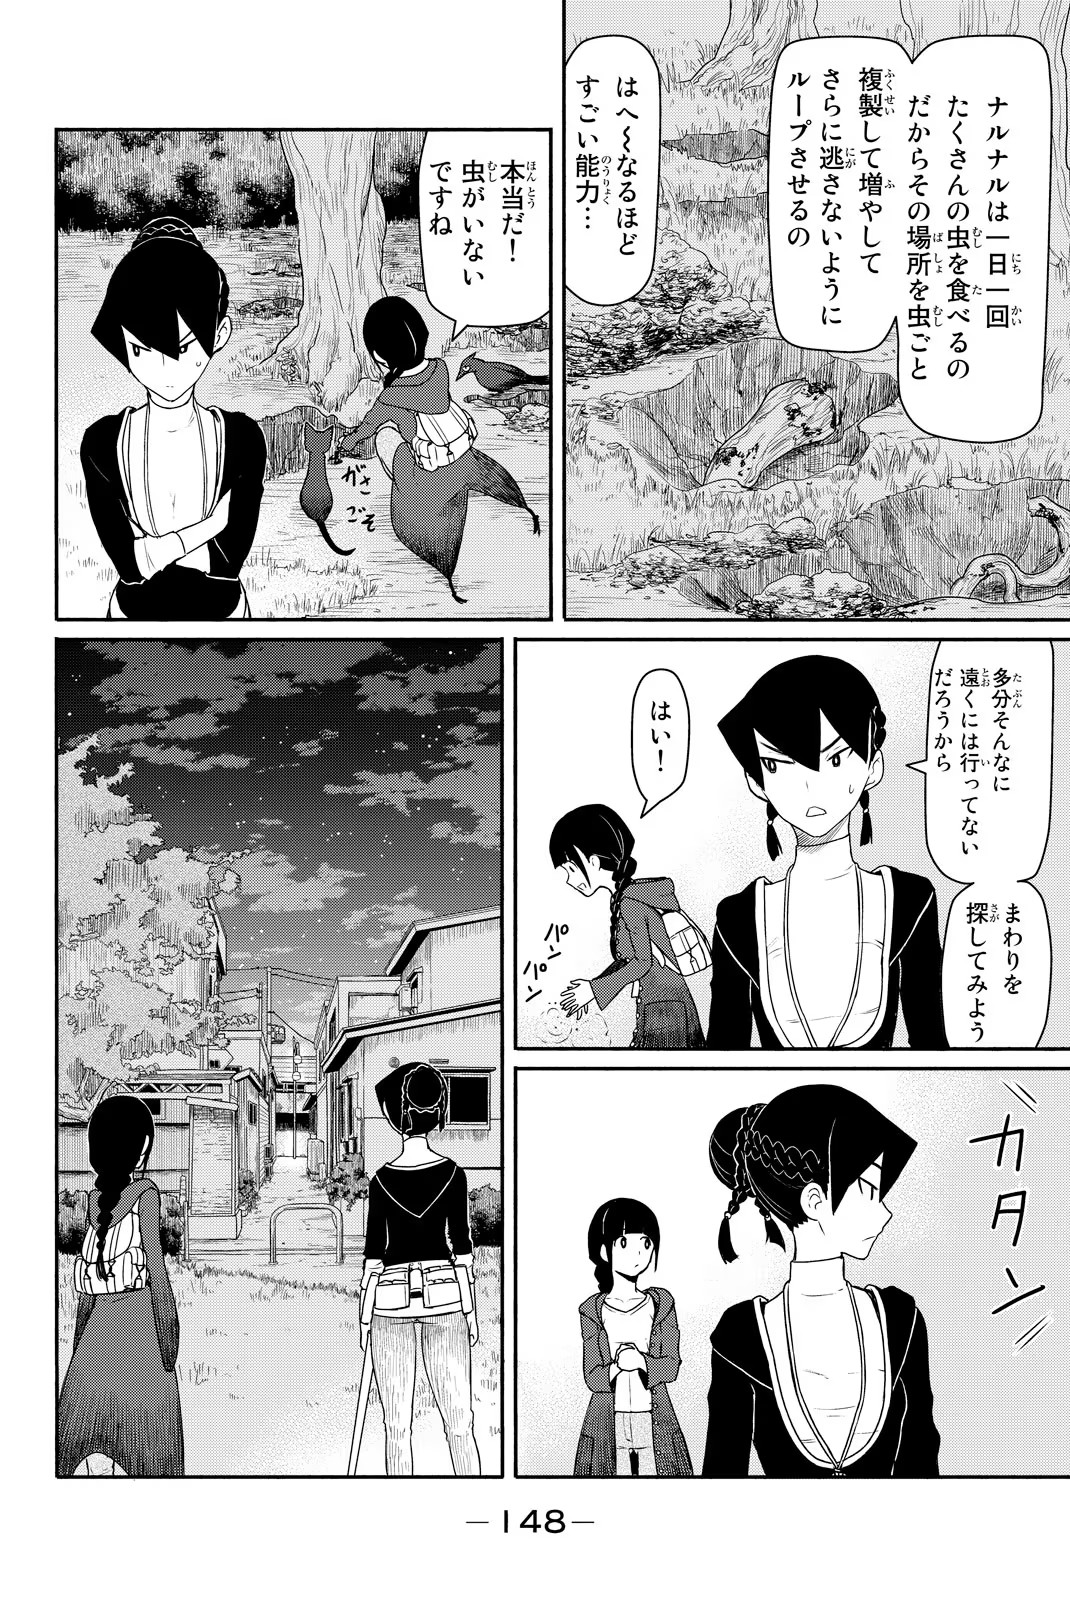 ナルナルは一日一回
たくさんの虫を食べるの
だからその場所を虫ごと
複製して増やして
さらに逃さないように
ループさせるの
はへ〜なるほど
すごい能力…
本当だ！
虫がいない
ですね
がさ
ごそ
多分そんなに
遠くには行ってない
だろうから
まわりを
探してみよう
はい！
パン
パン
カタン
—148—